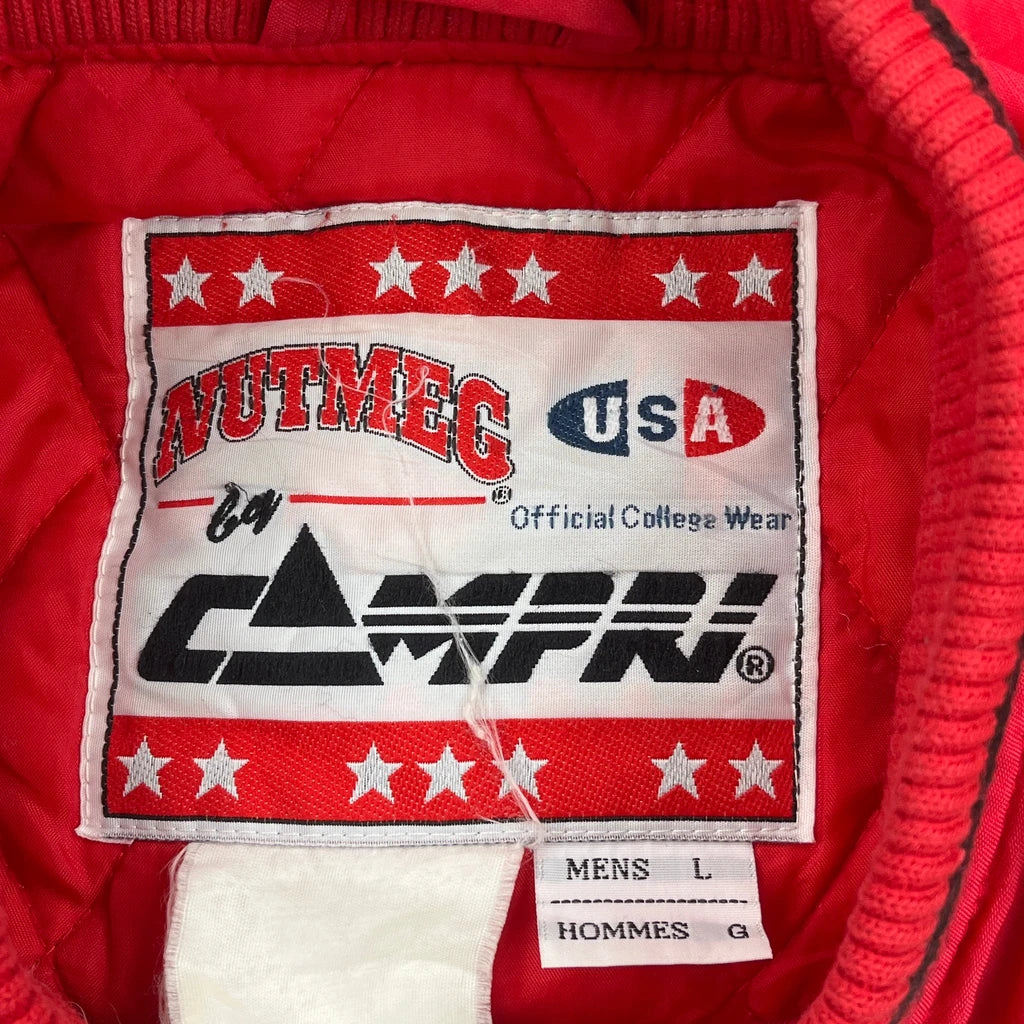 NUTMEG®
USA
by
Official College Wear
CAMPRI®
MENS L
HOMMES G